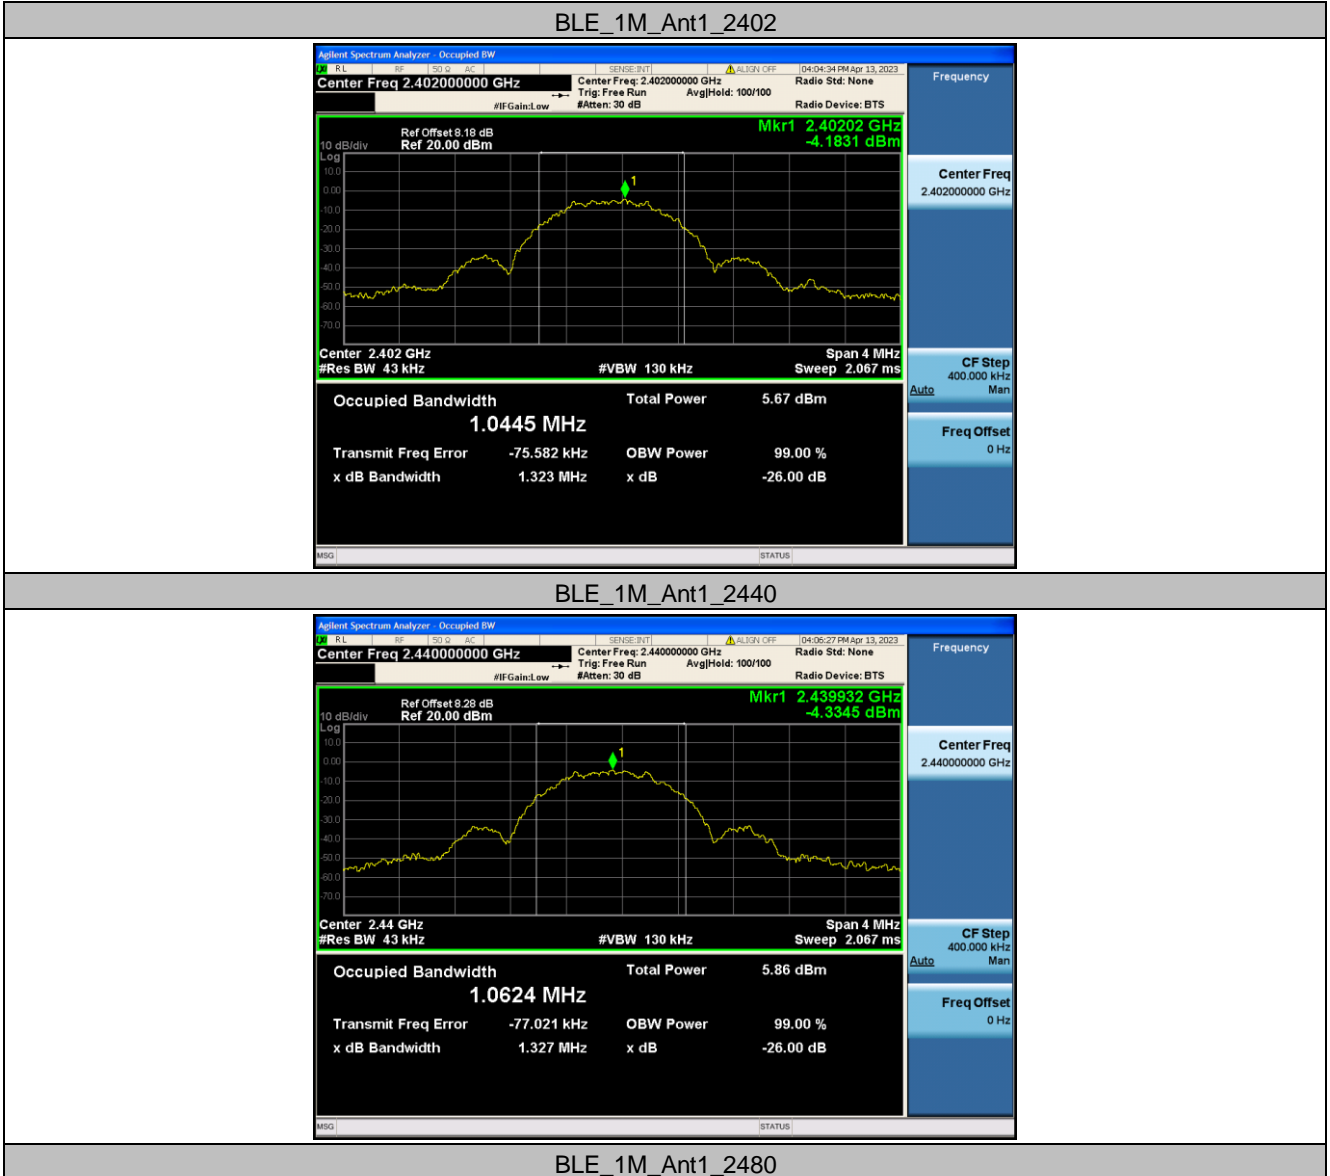 BLE_1M_Ant1_2402
Agilent Spectrum Analyzer - Occupied BW
RL RF 50 Ω AC SENSE:INT ALIGN OFF 04:04:34 PM Apr 13, 2023
Center Freq 2.402000000 GHz
Center Freq: 2.402000000 GHz
Radio Std: None
Trig: Free Run Avg|Hold: 100/100
#IFGain:Low #Atten: 30 dB Radio Device: BTS
Frequency
Mkr1 2.40202 GHz
-4.1831 dBm
Ref Offset 8.18 dB
10 dB/div Ref 20.00 dBm
Log
10.0
0.00
-10.0
-20.0
-30.0
-40.0
-50.0
-60.0
-70.0
1
Center 2.402 GHz Span 4 MHz
#Res BW 43 kHz #VBW 130 kHz Sweep 2.067 ms
Center Freq
2.402000000 GHz
CF Step
400.000 kHz
Auto Man
Freq Offset
0 Hz
Occupied Bandwidth Total Power 5.67 dBm
1.0445 MHz
Transmit Freq Error -75.582 kHz OBW Power 99.00 %
x dB Bandwidth 1.323 MHz x dB -26.00 dB
MSG STATUS
BLE_1M_Ant1_2440
Agilent Spectrum Analyzer - Occupied BW
RL RF 50 Ω AC SENSE:INT ALIGN OFF 04:06:27 PM Apr 13, 2023
Center Freq 2.440000000 GHz
Center Freq: 2.440000000 GHz
Radio Std: None
Trig: Free Run Avg|Hold: 100/100
#IFGain:Low #Atten: 30 dB Radio Device: BTS
Frequency
Mkr1 2.439932 GHz
-4.3345 dBm
Ref Offset 8.28 dB
10 dB/div Ref 20.00 dBm
Log
10.0
0.00
-10.0
-20.0
-30.0
-40.0
-50.0
-60.0
-70.0
1
Center 2.44 GHz Span 4 MHz
#Res BW 43 kHz #VBW 130 kHz Sweep 2.067 ms
Center Freq
2.440000000 GHz
CF Step
400.000 kHz
Auto Man
Freq Offset
0 Hz
Occupied Bandwidth Total Power 5.86 dBm
1.0624 MHz
Transmit Freq Error -77.021 kHz OBW Power 99.00 %
x dB Bandwidth 1.327 MHz x dB -26.00 dB
MSG STATUS
BLE_1M_Ant1_2480